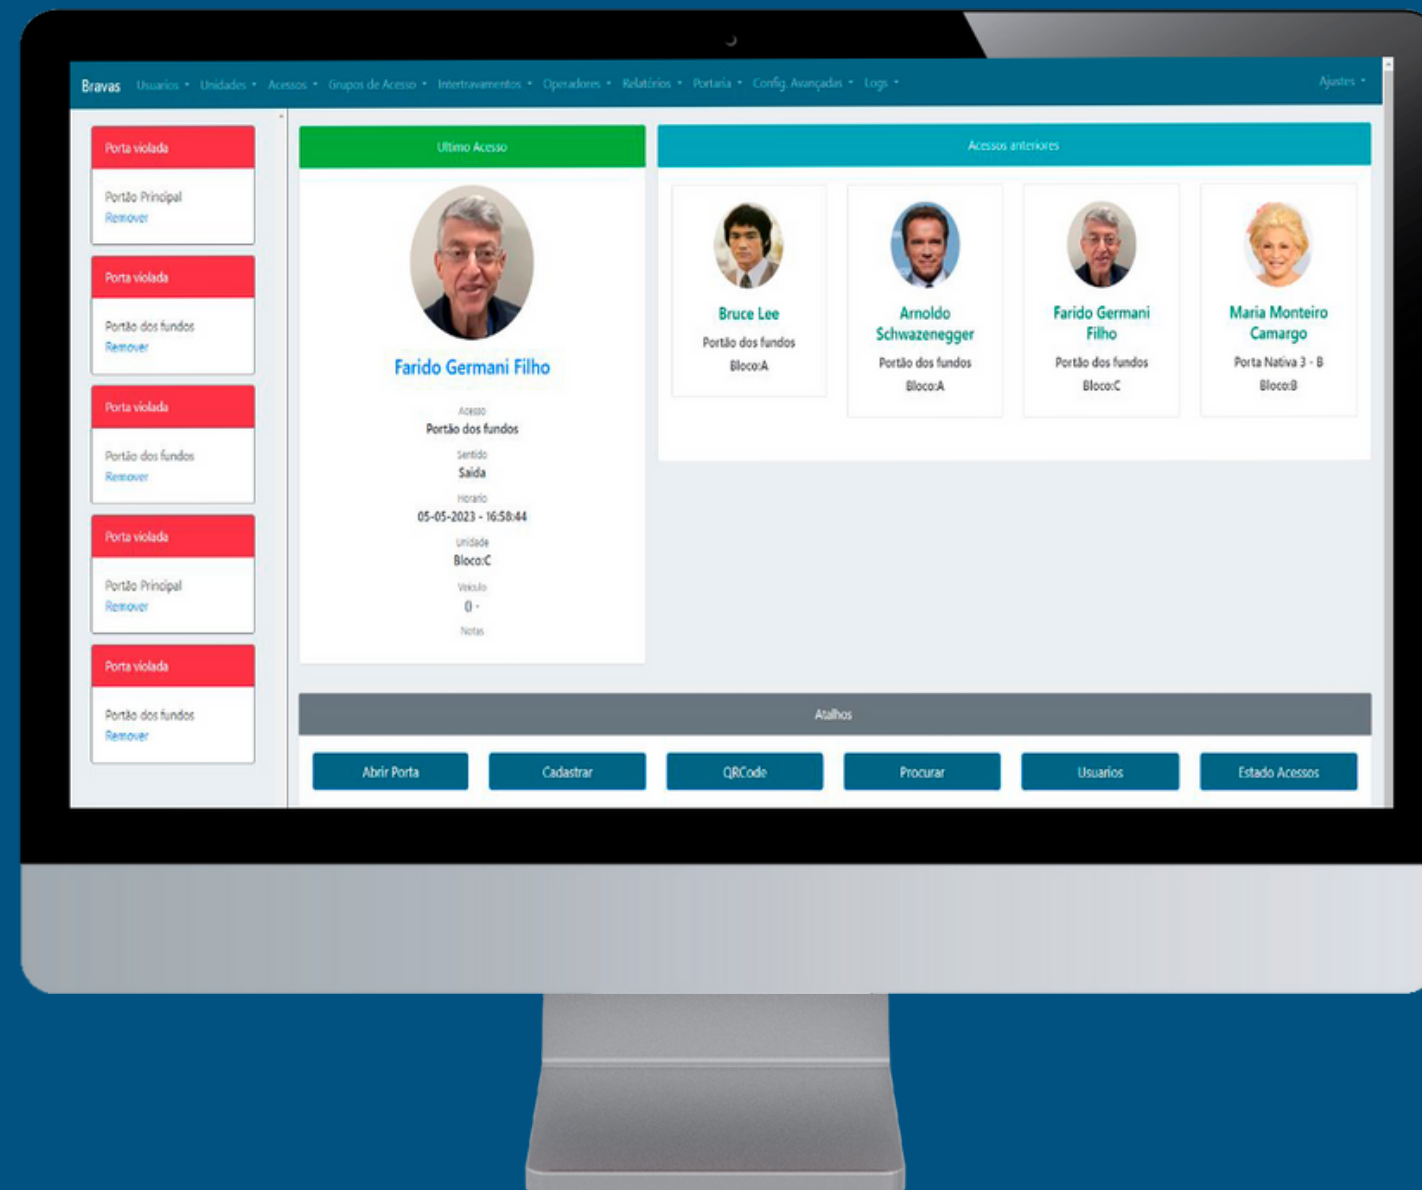 Bravas Usuarios Unidades Acessos Grupos de Acesso Intertravamentos Operadores Relatórios Portaria Config. Avançadas Logs Ajustes
Porta violada
Portão Principal
Remover
Porta violada
Portão dos fundos
Remover
Porta violada
Portão dos fundos
Remover
Porta violada
Portão Principal
Remover
Porta violada
Portão dos fundos
Remover
Ultimo Acesso
Farido Germani Filho
Acesso
Portão dos fundos
Sentido
Saida
Horario
05-05-2023 - 16:58:44
Unidade
Bloco:C
Veiculo
() -
Notas
Acessos anteriores
Bruce Lee
Portão dos fundos
Bloco:A
Arnoldo
Schwazenegger
Portão dos fundos
Bloco:A
Farido Germani
Filho
Portão dos fundos
Bloco:C
Maria Monteiro
Camargo
Porta Nativa 3 - B
Bloco:B
Atalhos
Abrir Porta
Cadastrar
QRCode
Procurar
Usuarios
Estado Acessos